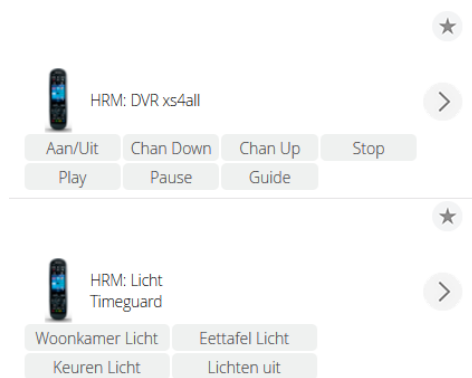 HRM: DVR xs4all
Aan/Uit Chan Down Chan Up Stop
Play Pause Guide
HRM: Licht
Timeguard
Woonkamer Licht Eettafel Licht
Keuren Licht Lichten uit